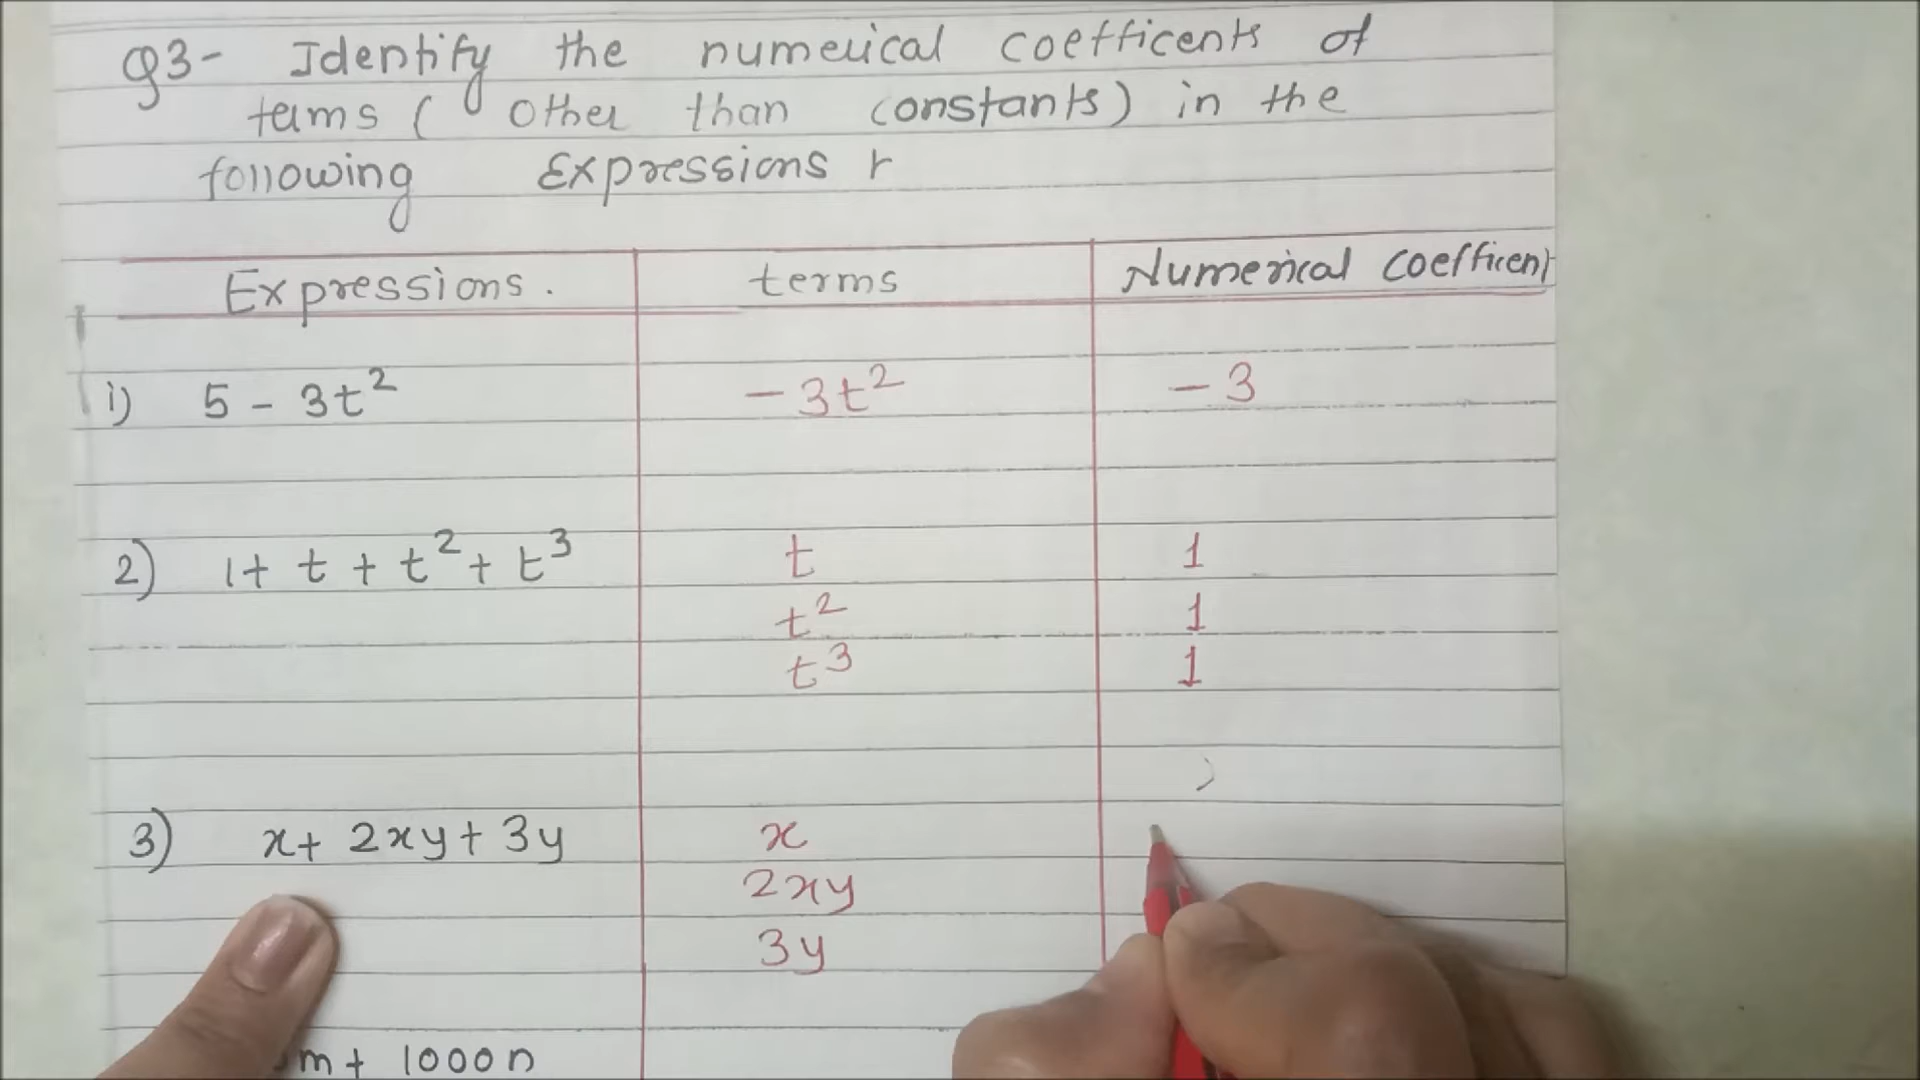 Q3- Identify the numerical coefficents of
terms ( Other than constants) in the
following Expressions
Expressions. terms Numerical Coefficent
i) 5 - 3t² -3t² -3
2) 1+ t + t² + t³ t 1
t² 1
t³ 1
3) x+ 2xy+ 3y x
2xy
3y
m+ 1000n